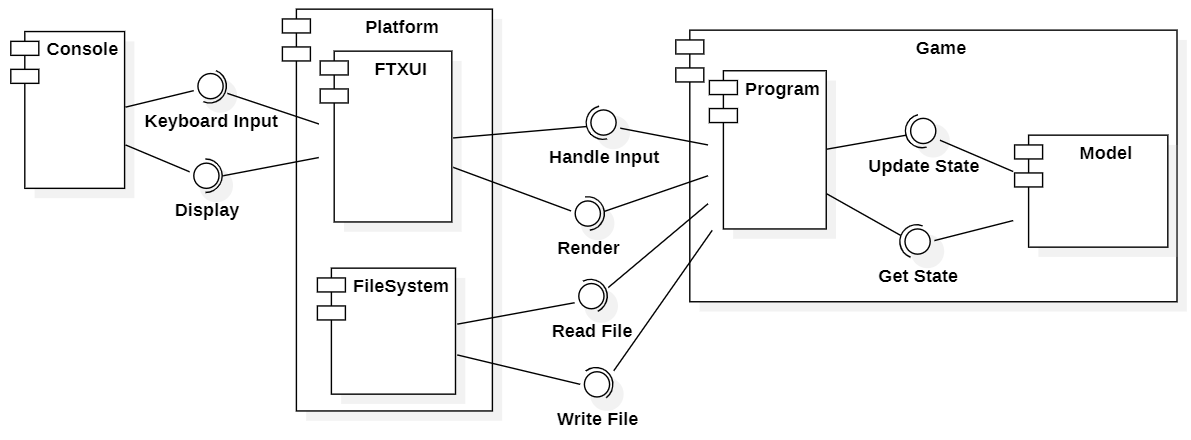 Console
Keyboard Input
Display
Platform
FTXUI
FileSystem
Handle Input
Render
Read File
Write File
Game
Program
Update State
Get State
Model